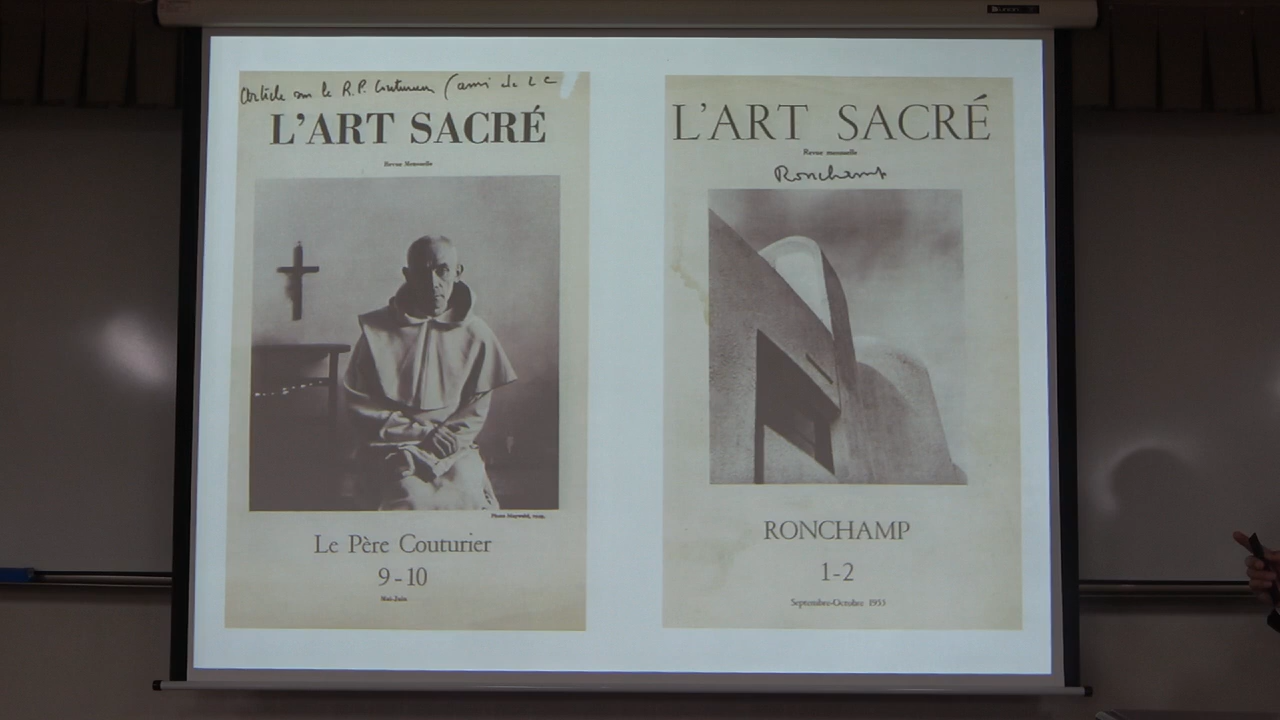 Article sur le R.P. Couturier (ami de L C
L'ART SACRÉ
Revue Mensuelle
Le Père Couturier
9-10
Mai-Juin
L'ART SACRÉ
Revue mensuelle
Ronchamp
RONCHAMP
1-2
Septembre-Octobre 1955